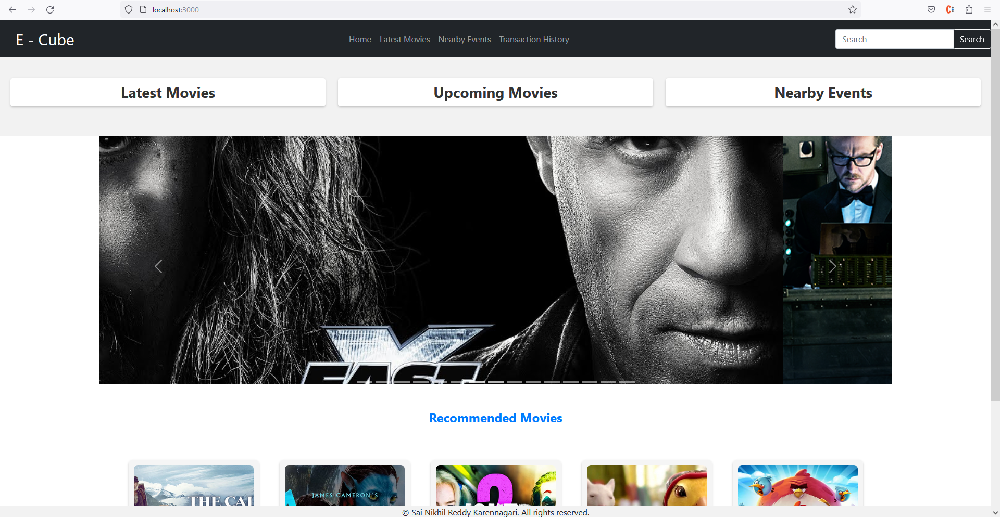 localhost:3000
E - Cube
Home Latest Movies Nearby Events Transaction History
Search Search
Latest Movies Upcoming Movies Nearby Events
X
FAST
Recommended Movies
THE CAL
JAMES CAMERON'S
2
© Sai Nikhil Reddy Karennagari. All rights reserved.